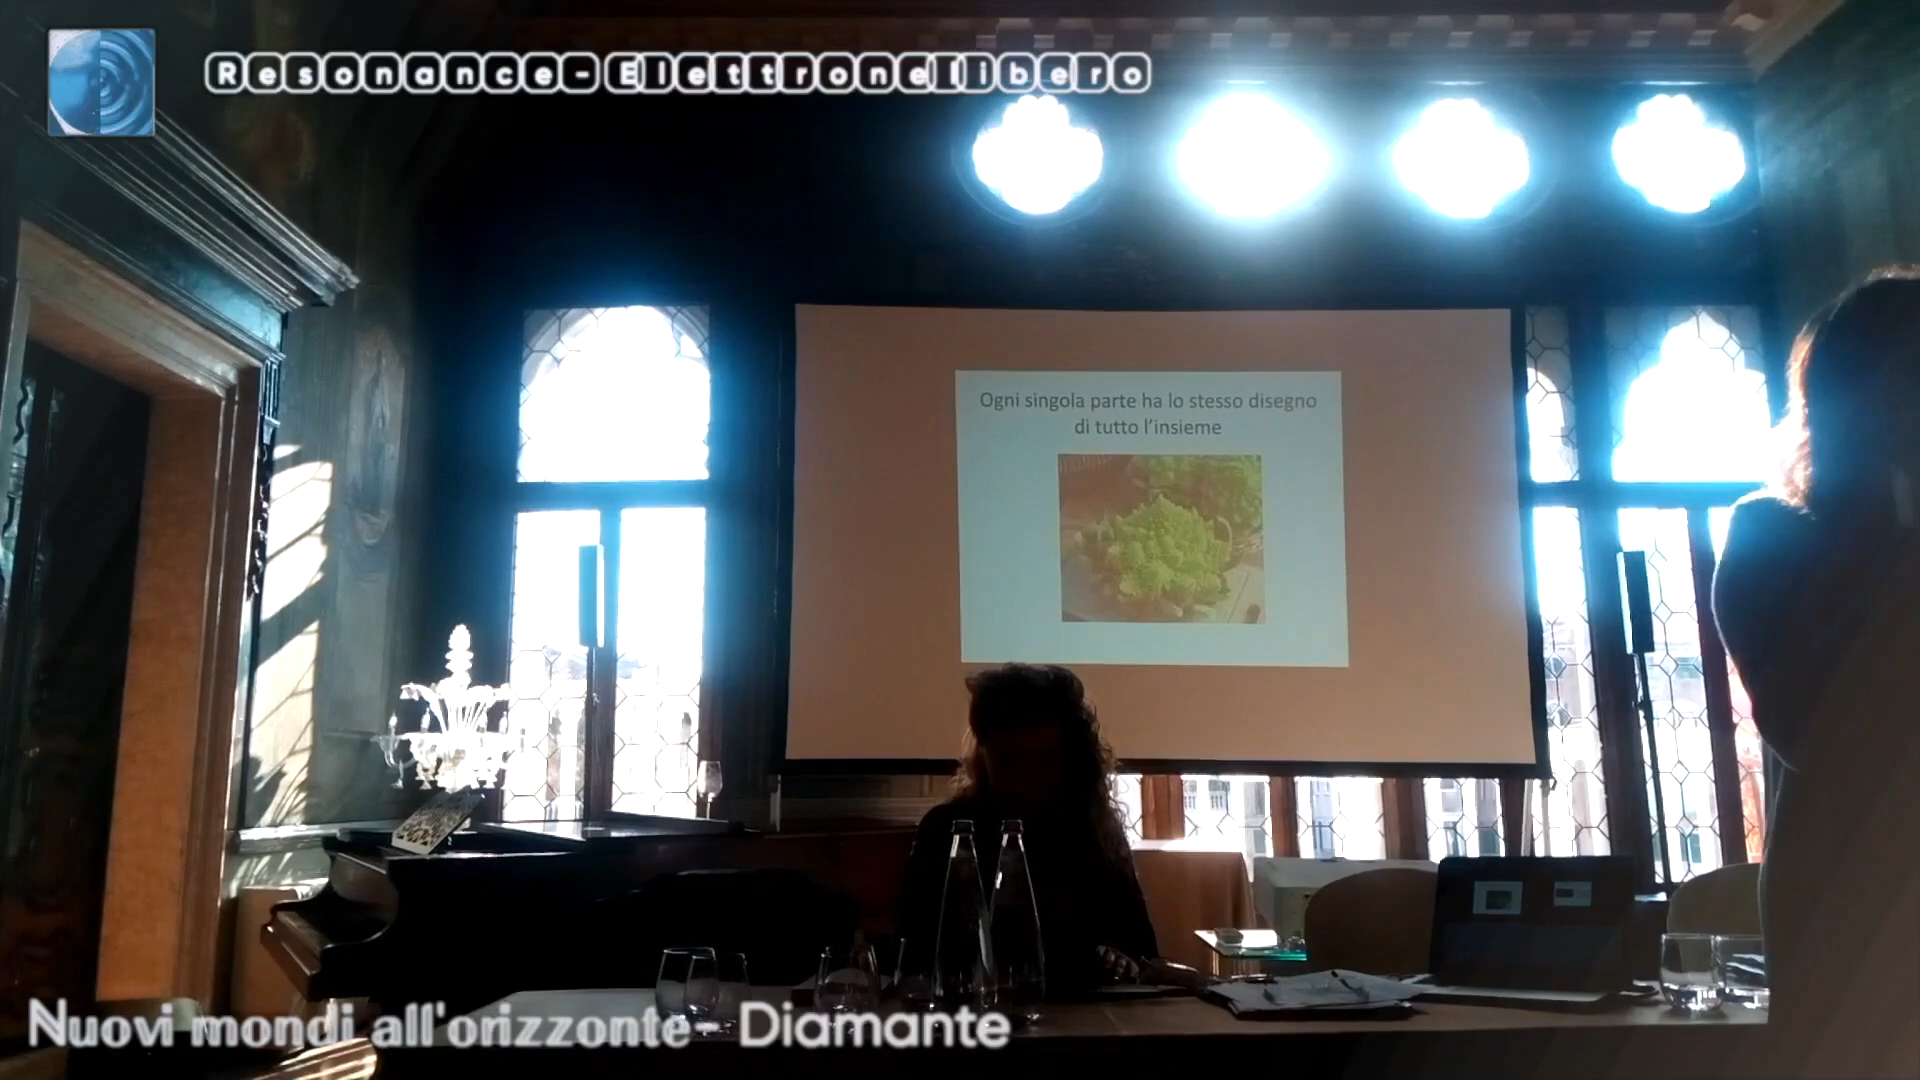 Resonance-Elettronelibero
Ogni singola parte ha lo stesso disegno
di tutto l'insieme
Nuovi mondi all'orizzonte- Diamante